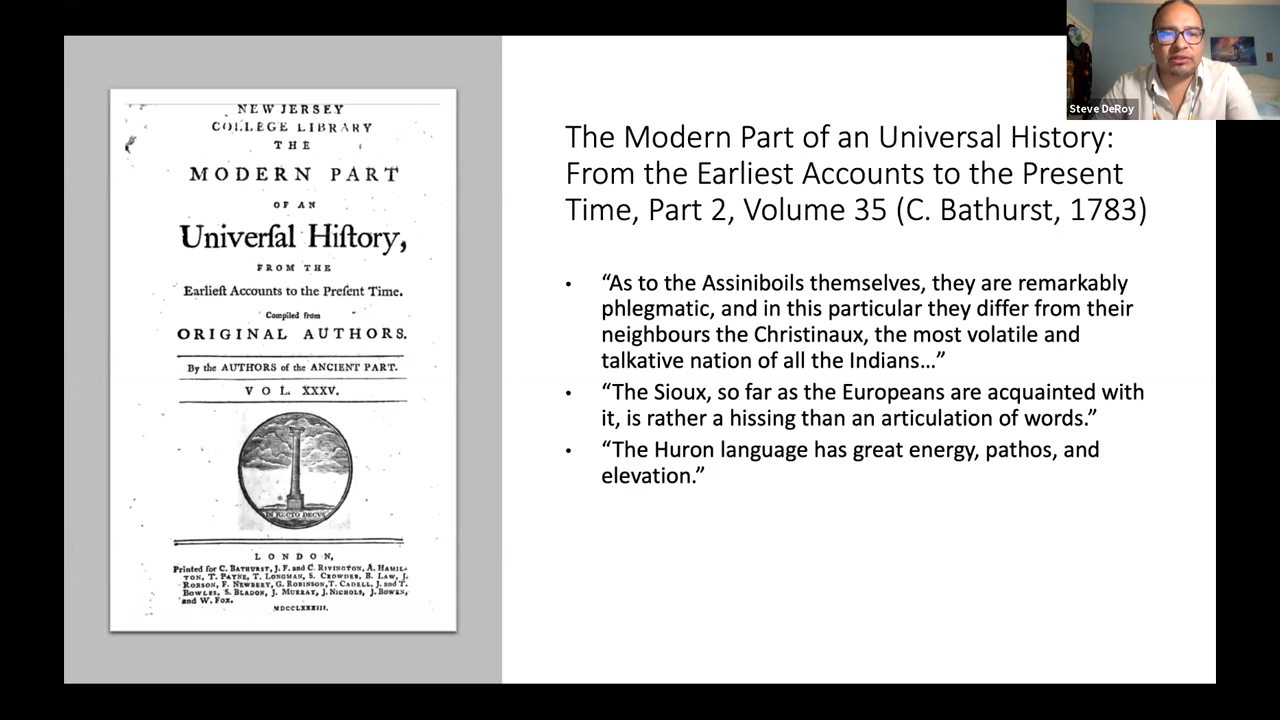 NEW JERSEY
COLLEGE LIBRARY
THE
MODERN PART
OF AN
Univerſal Hiſtory,
FROM THE
Earlieſt Accounts to the Preſent Time.
Compiled from
ORIGINAL AUTHORS.
By the AUTHORS of the ANCIENT PART.
VOL. XXXV.
IN RECTO DECVS
LONDON,
Printed for C. BATHURST, J. F. and C. RIVINGTON, A. HAMIL-
TON, T. PAYNE, T. LONGMAN, S. CROWDER, B. LAW, J.
ROBSON, F. NEWBERY, G. ROBINSON, T. CADELL, J. and T.
BOWLES, S. BLADON, J. MURRAY, J. NICHOLS, J. BOWEN,
and W. FOX.
MDCCLXXXIII.
Steve DeRoy
The Modern Part of an Universal History:
From the Earliest Accounts to the Present
Time, Part 2, Volume 35 (C. Bathurst, 1783)
• “As to the Assiniboils themselves, they are remarkably
phlegmatic, and in this particular they differ from their
neighbours the Christinaux, the most volatile and
talkative nation of all the Indians…”
• “The Sioux, so far as the Europeans are acquainted with
it, is rather a hissing than an articulation of words.”
• “The Huron language has great energy, pathos, and
elevation.”